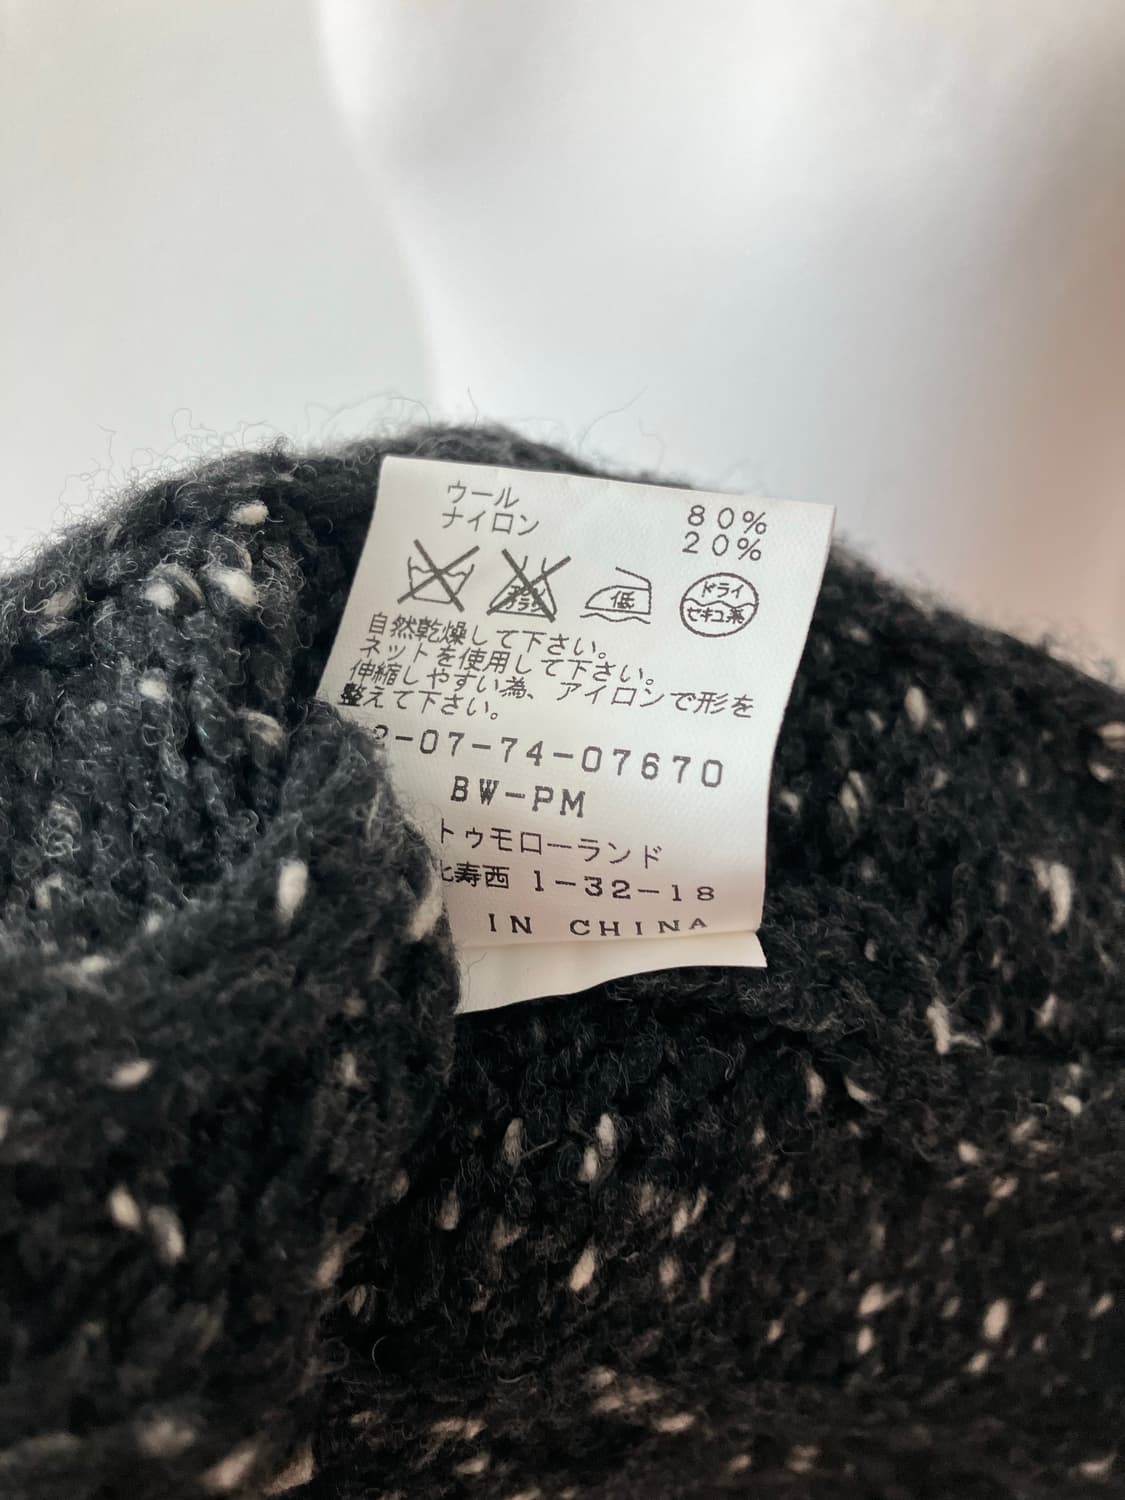 ウール 80%
ナイロン 20%
低 ドライ
セキユ系
自然乾燥して下さい。
ネットを使用して下さい。
伸縮しやすい為、アイロンで形を
整えて下さい。
2-07-74-07670
BW-PM
トゥモローランド
比寿西 1-32-18
IN CHINA